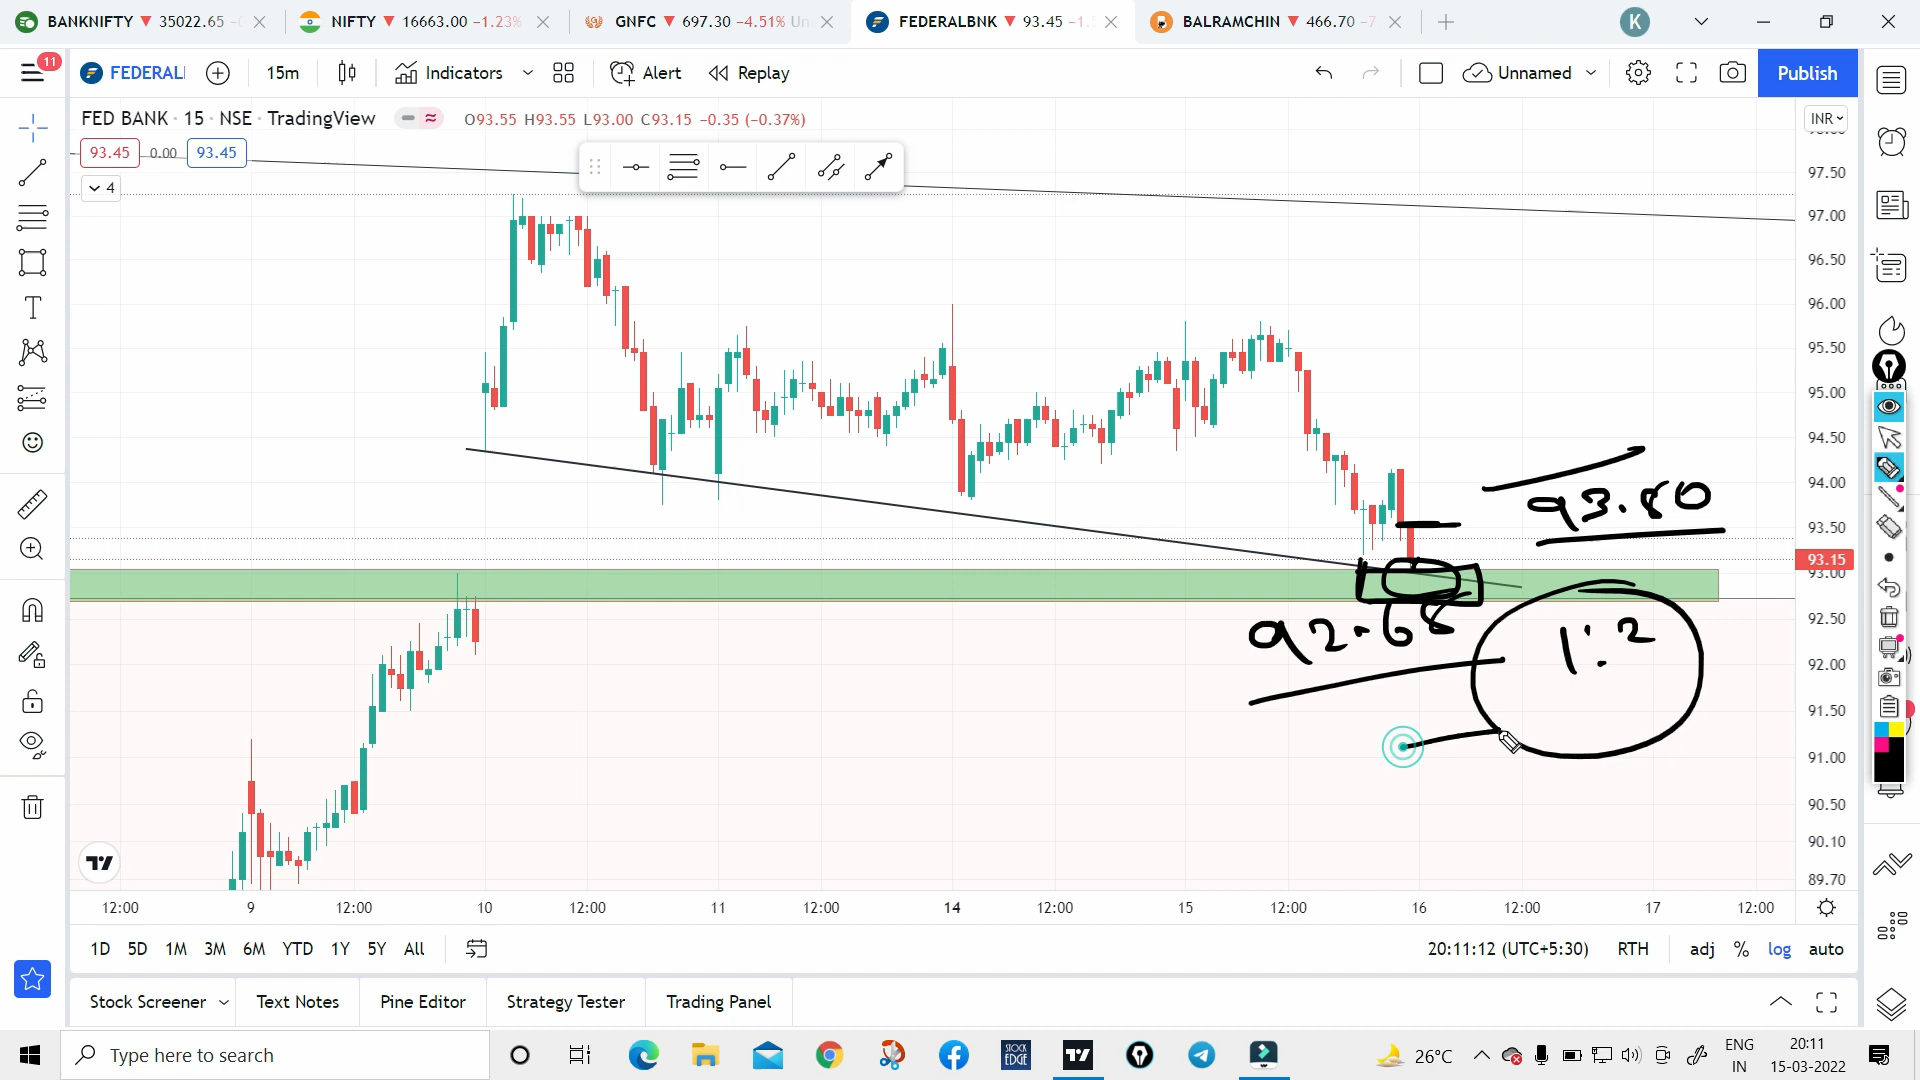 BANKNIFTY ▼ 35022.65
NIFTY ▼ 16663.00 −1.23%
GNFC ▼ 697.30 −4.51% Un
FEDERALBNK ▼ 93.45 −1.
BALRAMCHIN ▼ 466.70 −7
K
11
FEDERAL
15m
Indicators
Alert
Replay
Unnamed
Publish
FED BANK · 15 · NSE · TradingView
O93.55 H93.55 L93.00 C93.15 −0.35 (−0.37%)
INR
93.45 0.00 93.45
4
97.50
97.00
96.50
96.00
95.50
95.00
94.50
94.00
93.50
93.15
93.00
92.50
92.00
91.50
91.00
90.50
90.10
89.70
93.80
92.68
1:2
12:00 9 12:00 10 12:00 11 12:00 14 12:00 15 12:00 16 12:00 17 12:00
1D 5D 1M 3M 6M YTD 1Y 5Y All
20:11:12 (UTC+5:30) RTH adj % log auto
Stock Screener Text Notes Pine Editor Strategy Tester Trading Panel
Type here to search
STOCK EDGE
26°C
ENG
IN
20:11
15-03-2022